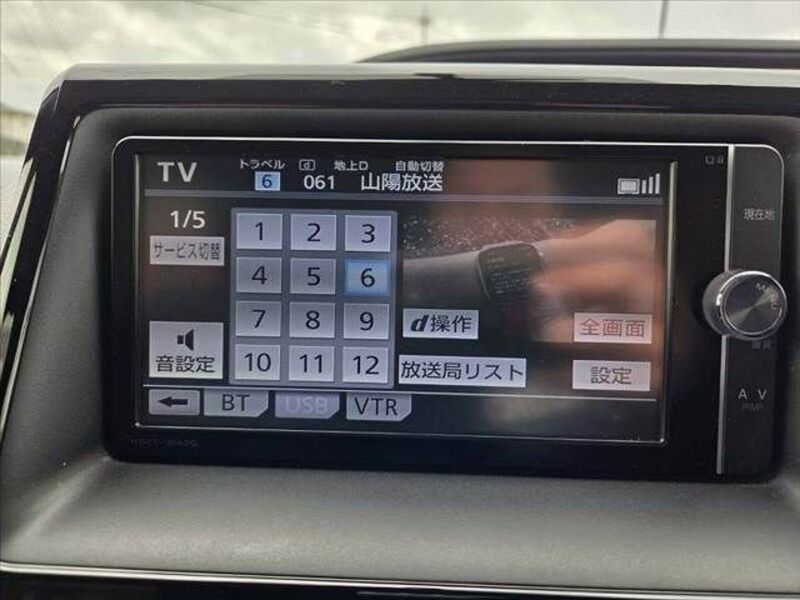 TV トラベル d 地上D 自動切替
6 061 山陽放送
1/5
サービス切替
1 2 3
4 5 6
7 8 9
10 11 12
音設定
d操作
全画面
放送局リスト
設定
BT USB VTR
現在地
MENU
A V
PWR